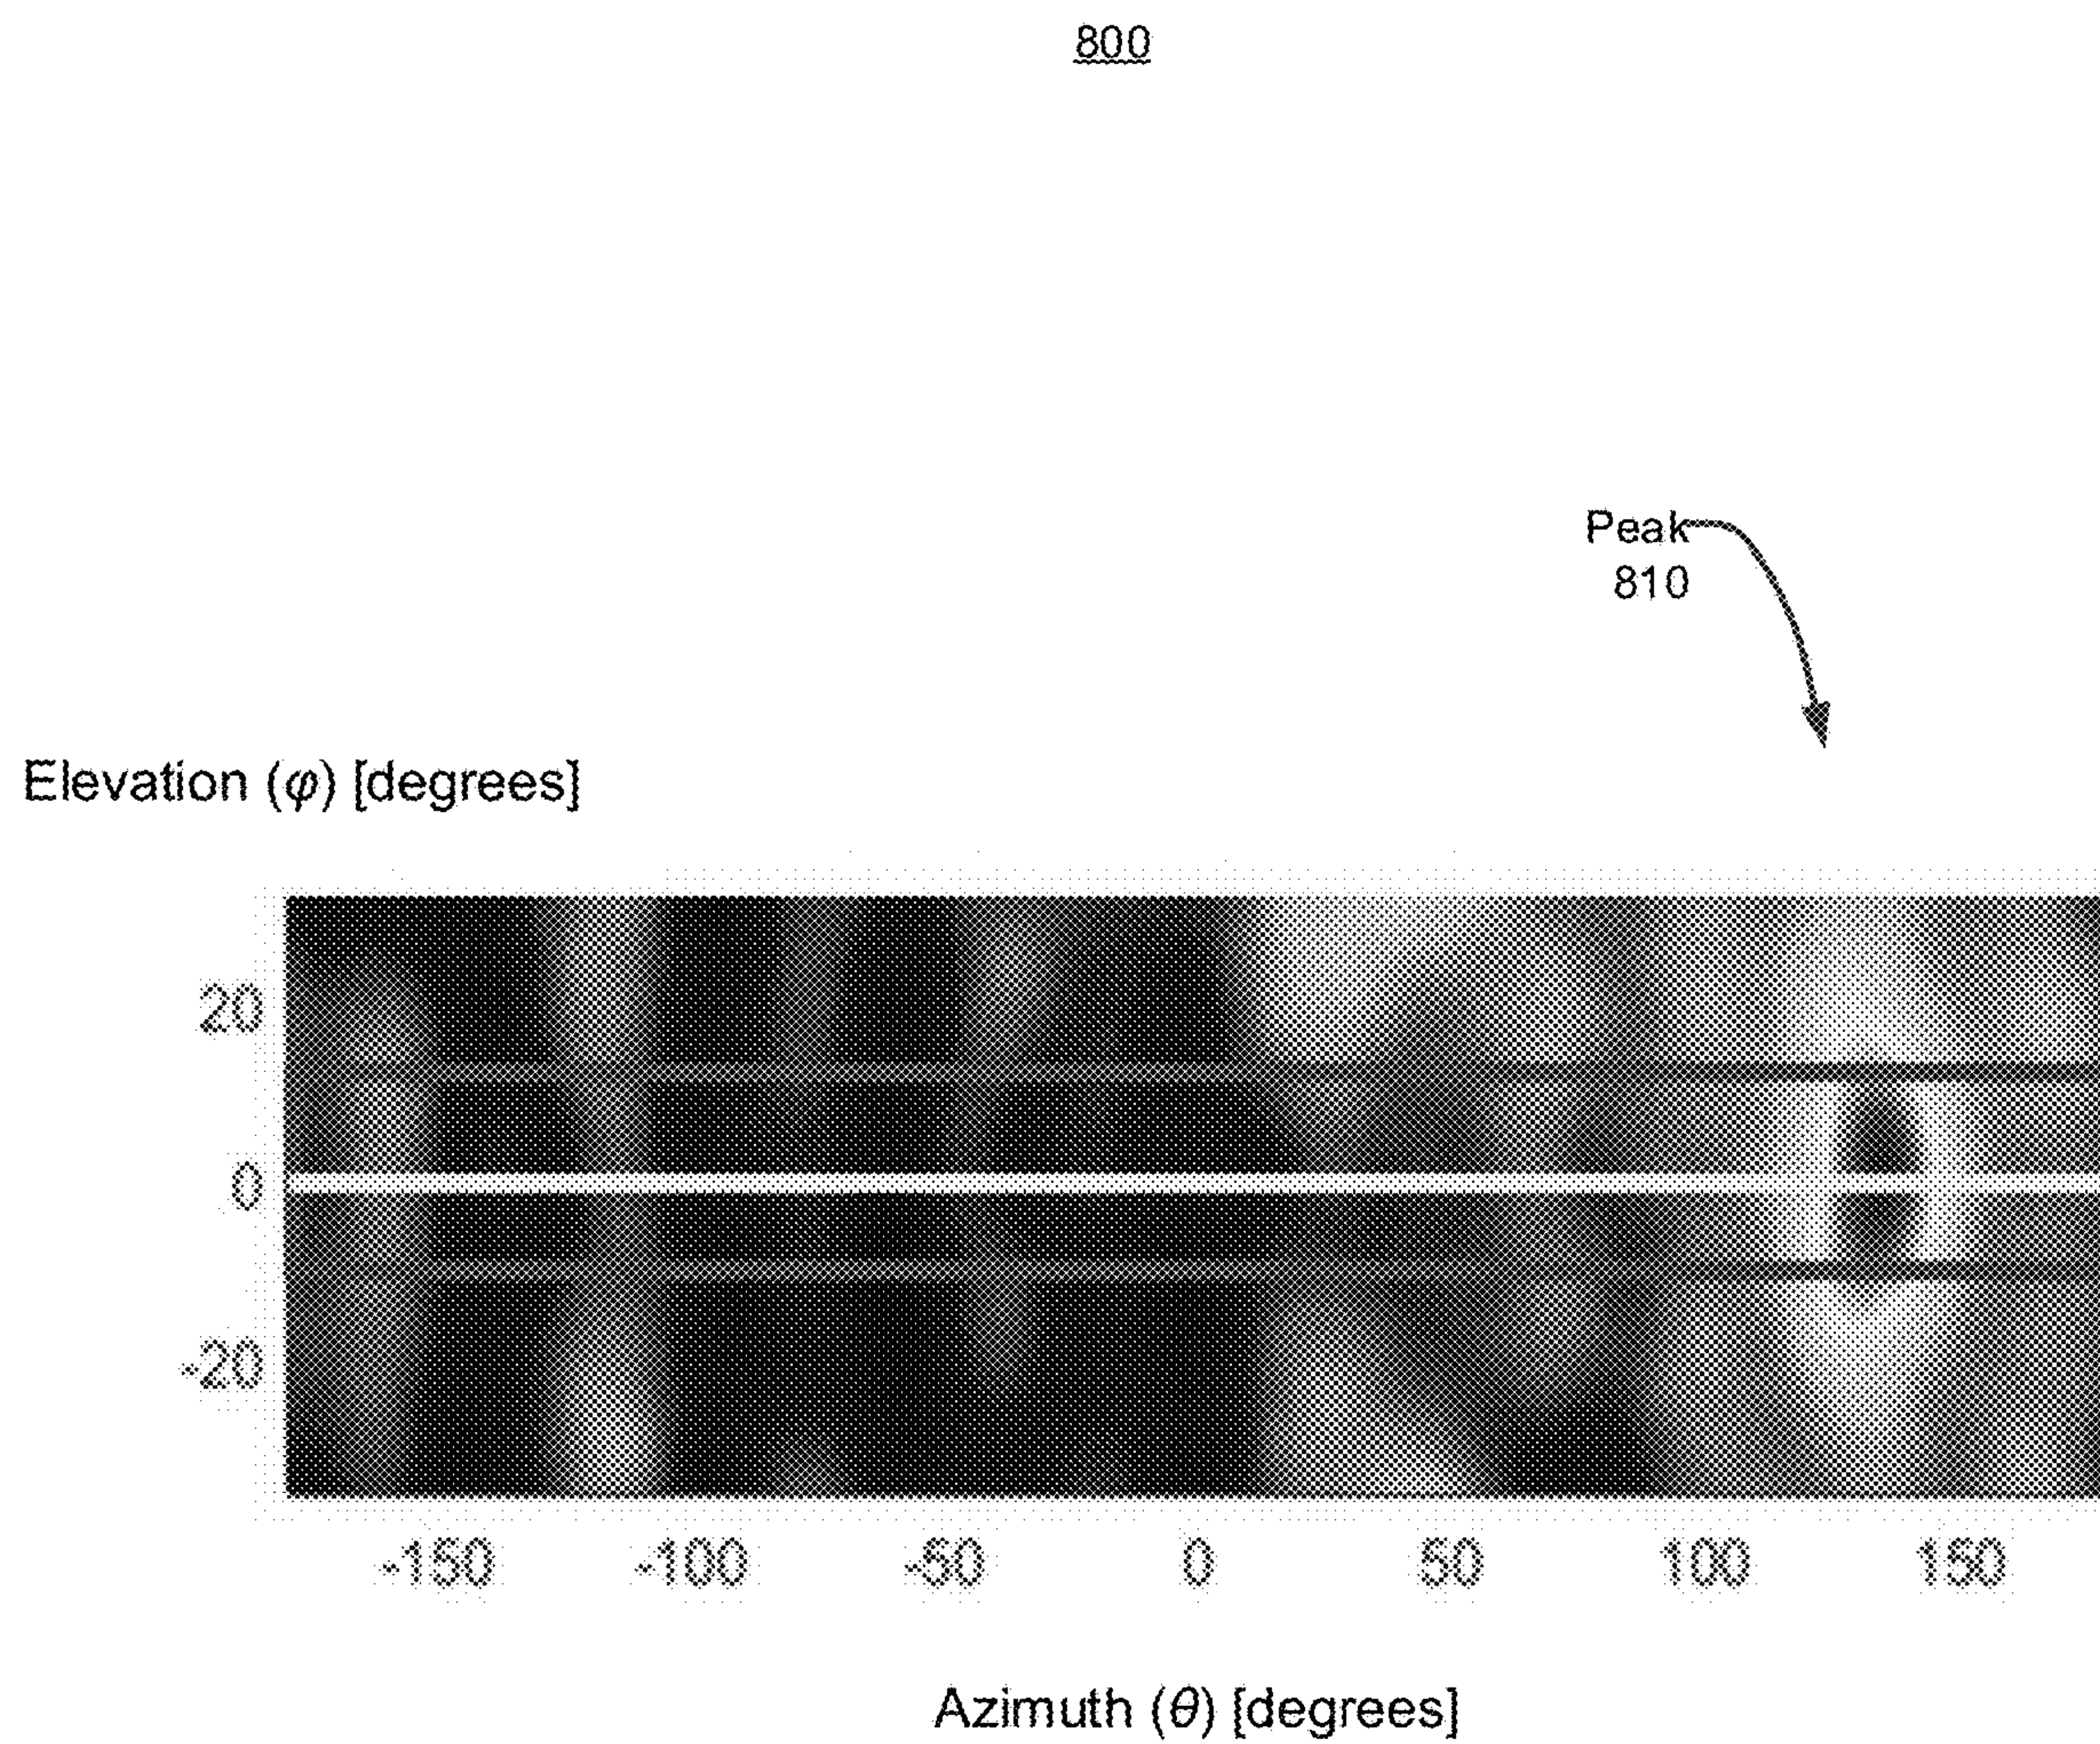 800
Peak
810
Elevation (φ) [degrees]
20
0
-20
-150 -100 -50 0 50 100 150
Azimuth (θ) [degrees]